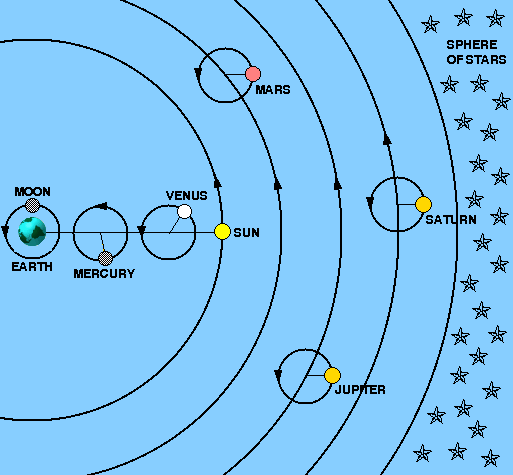 SPHERE
OF STARS
MARS
MOON
VENUS
SATURN
SUN
EARTH
MERCURY
JUPITER